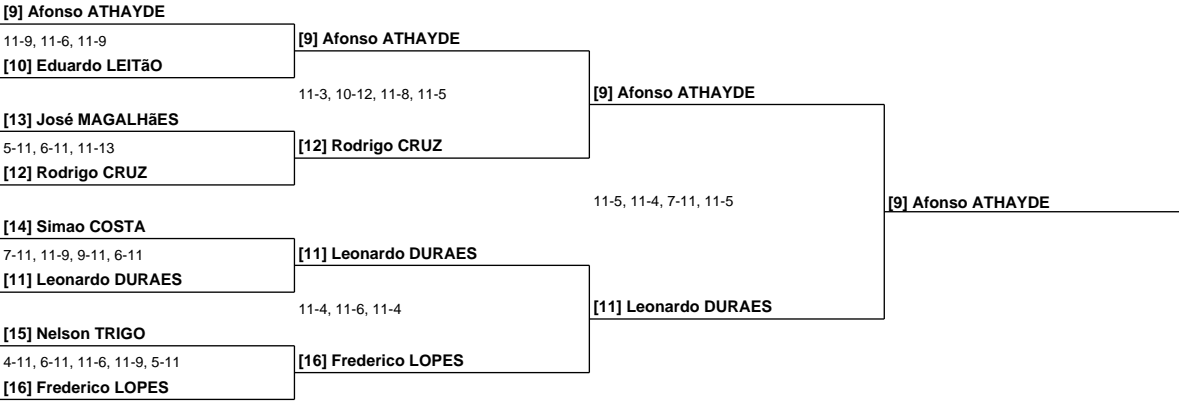 [9] Afonso ATHAYDE
11-9, 11-6, 11-9
[10] Eduardo LEITãO
[13] José MAGALHãES
5-11, 6-11, 11-13
[12] Rodrigo CRUZ
[14] Simao COSTA
7-11, 11-9, 9-11, 6-11
[11] Leonardo DURAES
[15] Nelson TRIGO
4-11, 6-11, 11-6, 11-9, 5-11
[16] Frederico LOPES
[9] Afonso ATHAYDE
11-3, 10-12, 11-8, 11-5
[12] Rodrigo CRUZ
[11] Leonardo DURAES
11-4, 11-6, 11-4
[16] Frederico LOPES
[9] Afonso ATHAYDE
11-5, 11-4, 7-11, 11-5
[11] Leonardo DURAES
[9] Afonso ATHAYDE